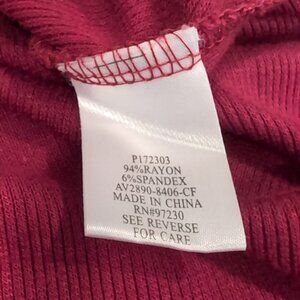 P172303
94%RAYON
6%SPANDEX
AV2890-8406-CF
MADE IN CHINA
RN#97230
SEE REVERSE
FOR CARE